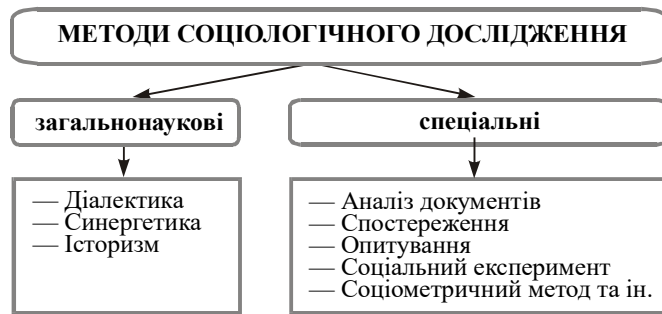 МЕТОДИ СОЦІОЛОГІЧНОГО ДОСЛІДЖЕННЯ
загальнонаукові
спеціальні
— Діалектика
— Синергетика
— Історизм
— Аналіз документів
— Спостереження
— Опитування
— Соціальний експеримент
— Соціометричний метод та ін.